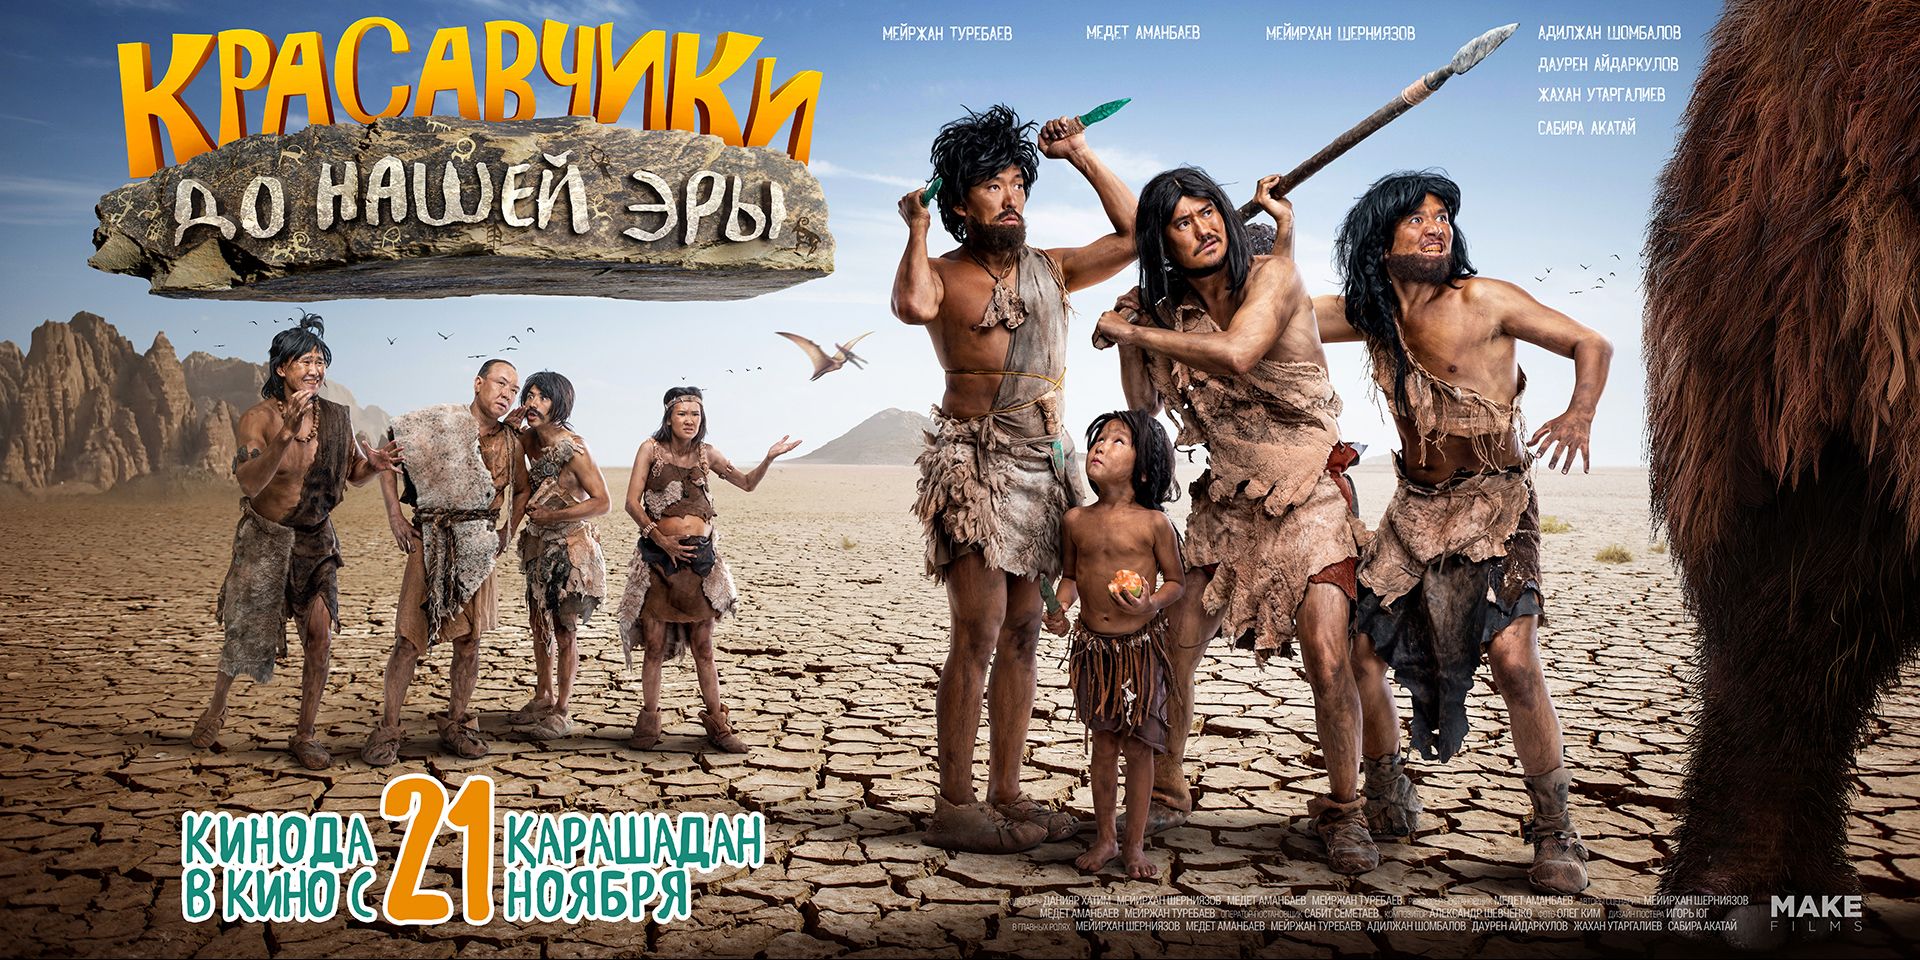 КРАСАВЧИКИ
ДО НАШЕЙ ЭРЫ
МЕЙРЖАН ТУРЕБАЕВ
МЕДЕТ АМАНБАЕВ
МЕЙИРХАН ШЕРНИЯЗОВ
АДИЛЖАН ШОМБАЛОВ
ДАУРЕН АЙДАРКУЛОВ
ЖАХАН УТАРГАЛИЕВ
САБИРА АКАТАЙ
КИНОДА 21 ҚАРАШАДАН
В КИНО С 21 НОЯБРЯ
ПРОДЮСЕРЫ ДАНИЯР ХАТИМ МЕЙИРХАН ШЕРНИЯЗОВ МЕДЕТ АМАНБАЕВ МЕЙРЖАН ТУРЕБАЕВ РЕЖИССЕР-ПОСТАНОВЩИК МЕДЕТ АМАНБАЕВ АВТОРЫ СЦЕНАРИЯ МЕЙИРХАН ШЕРНИЯЗОВ
МЕДЕТ АМАНБАЕВ МЕЙРЖАН ТУРЕБАЕВ ОПЕРАТОР-ПОСТАНОВЩИК САБИТ СЕМЕТАЕВ КОМПОЗИТОР АЛЕКСАНДР ШЕВЧЕНКО ФОТО ОЛЕГ КИМ ДИЗАЙН ПОСТЕРА ИГОРЬ ЮГ
В ГЛАВНЫХ РОЛЯХ МЕЙИРХАН ШЕРНИЯЗОВ МЕДЕТ АМАНБАЕВ МЕЙРЖАН ТУРЕБАЕВ АДИЛЖАН ШОМБАЛОВ ДАУРЕН АЙДАРКУЛОВ ЖАХАН УТАРГАЛИЕВ САБИРА АКАТАЙ
MAKE
FILMS